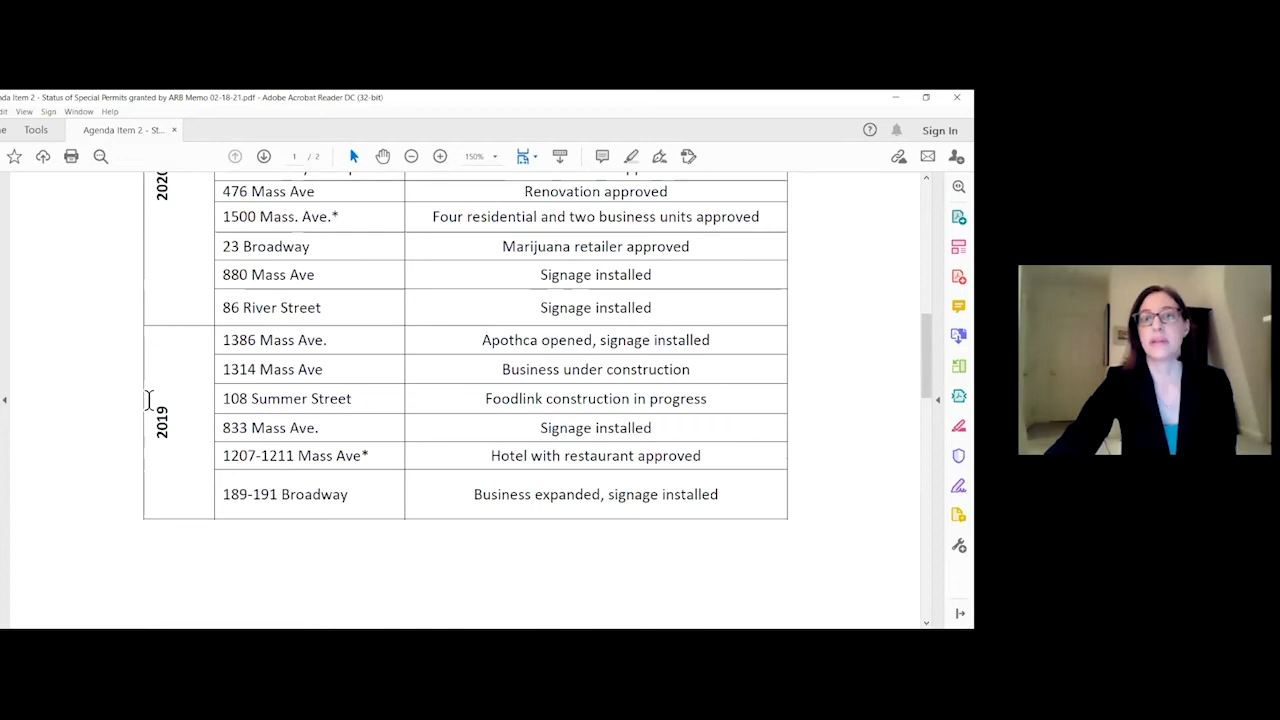 nda Item 2 - Status of Special Permits granted by ARB Memo 02-18-21.pdf - Adobe Acrobat Reader DC (32-bit)
dit View Sign Window Help
e Tools Agenda Item 2 - St... ×
Sign In
1 / 2 150%
2020
476 Mass Ave Renovation approved
1500 Mass. Ave.* Four residential and two business units approved
23 Broadway Marijuana retailer approved
880 Mass Ave Signage installed
86 River Street Signage installed
2019
1386 Mass Ave. Apothca opened, signage installed
1314 Mass Ave Business under construction
108 Summer Street Foodlink construction in progress
833 Mass Ave. Signage installed
1207-1211 Mass Ave* Hotel with restaurant approved
189-191 Broadway Business expanded, signage installed